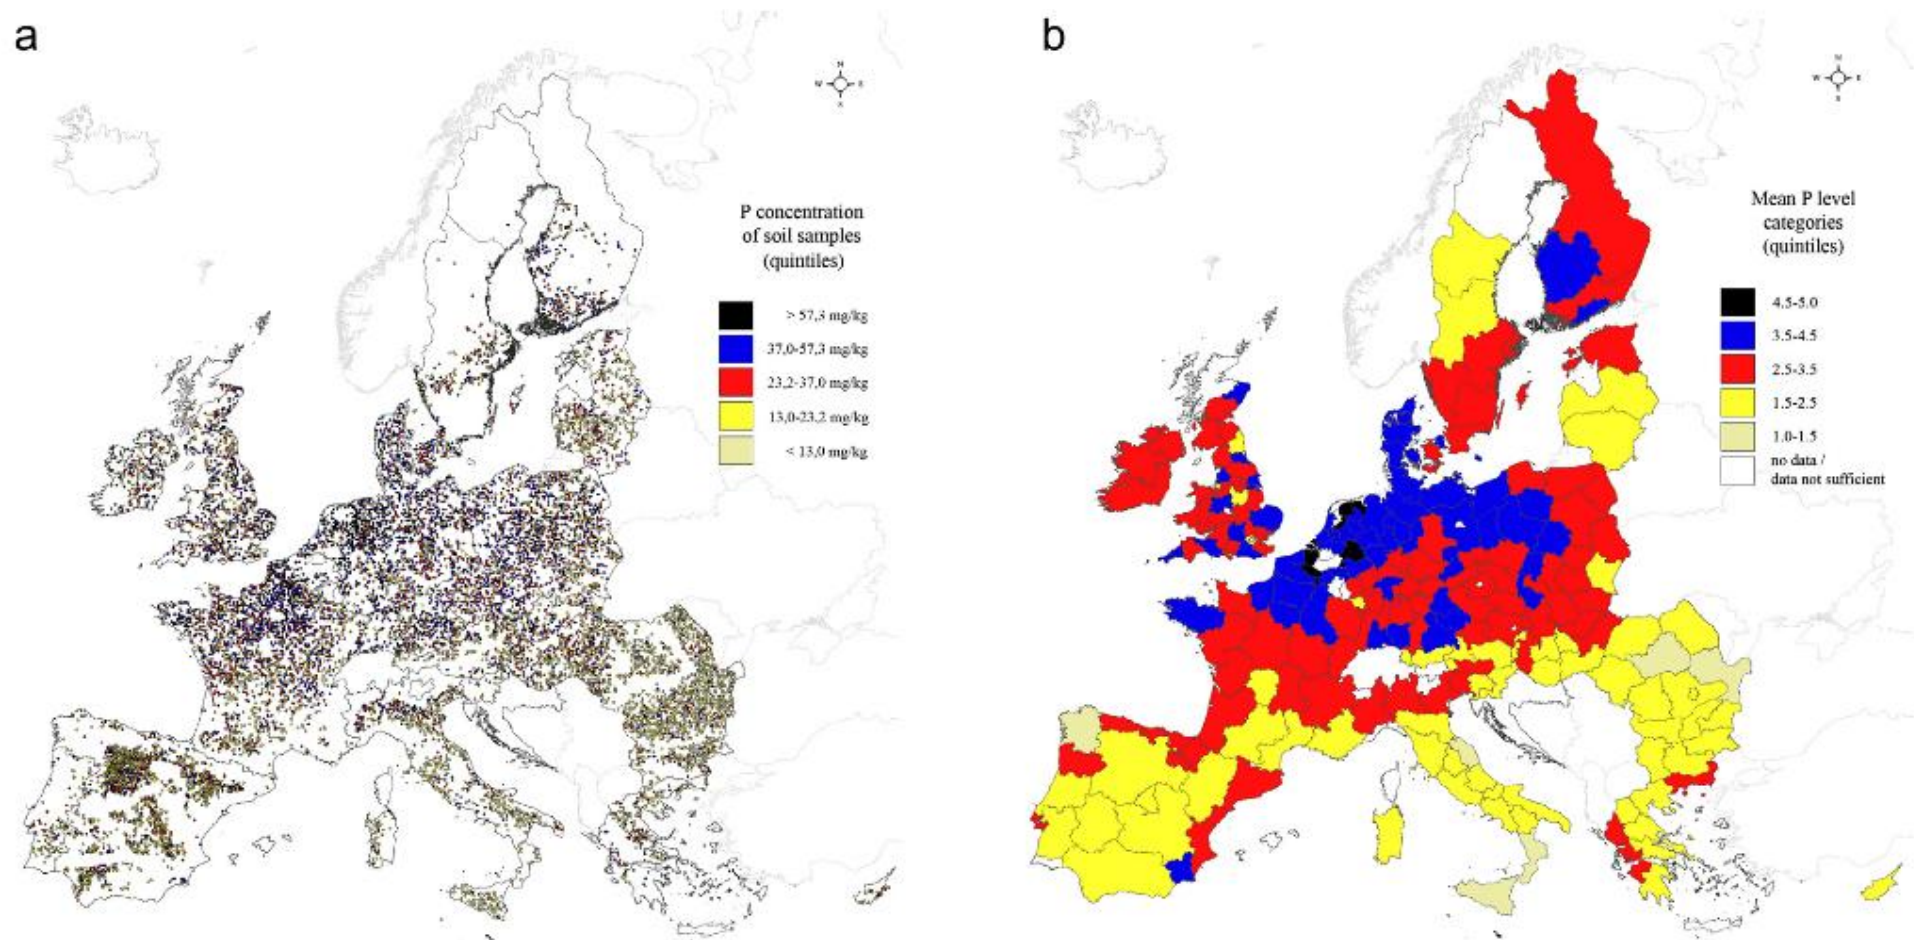 a
N
W
E
S
P concentration
of soil samples
(quintiles)
> 57,3 mg/kg
37,0-57,3 mg/kg
23,2-37,0 mg/kg
13,0-23,2 mg/kg
< 13,0 mg/kg
b
N
W
E
S
Mean P level
categories
(quintiles)
4.5-5.0
3.5-4.5
2.5-3.5
1.5-2.5
1.0-1.5
no data /
data not sufficient